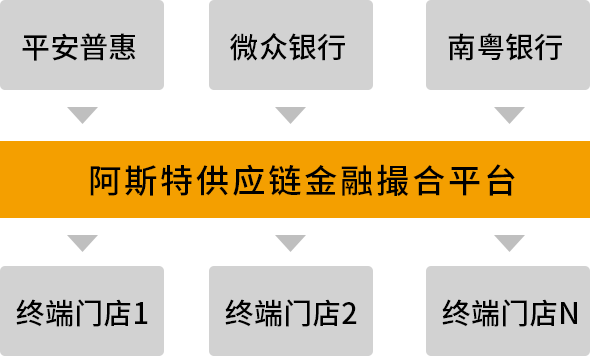 平安普惠
微众银行
南粤银行
阿斯特供应链金融撮合平台
终端门店1
终端门店2
终端门店N